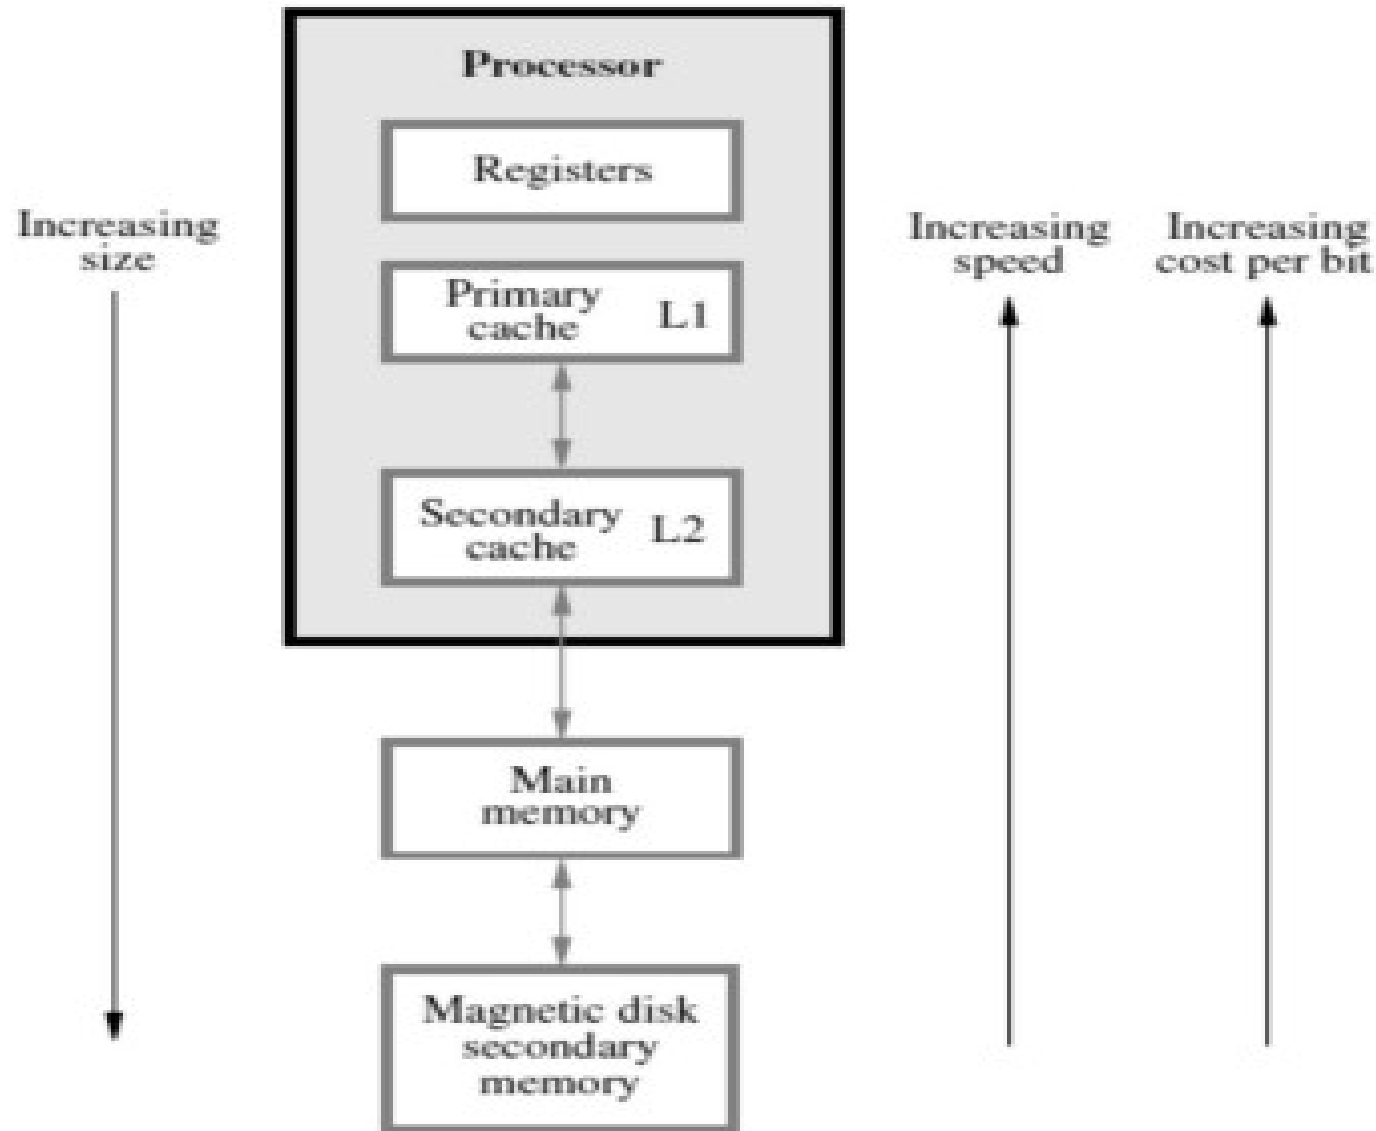 Processor
Registers
Increasing
size
Increasing
speed
Increasing
cost per bit
Primary
cache
L1
Secondary
cache
L2
Main
memory
Magnetic disk
secondary
memory